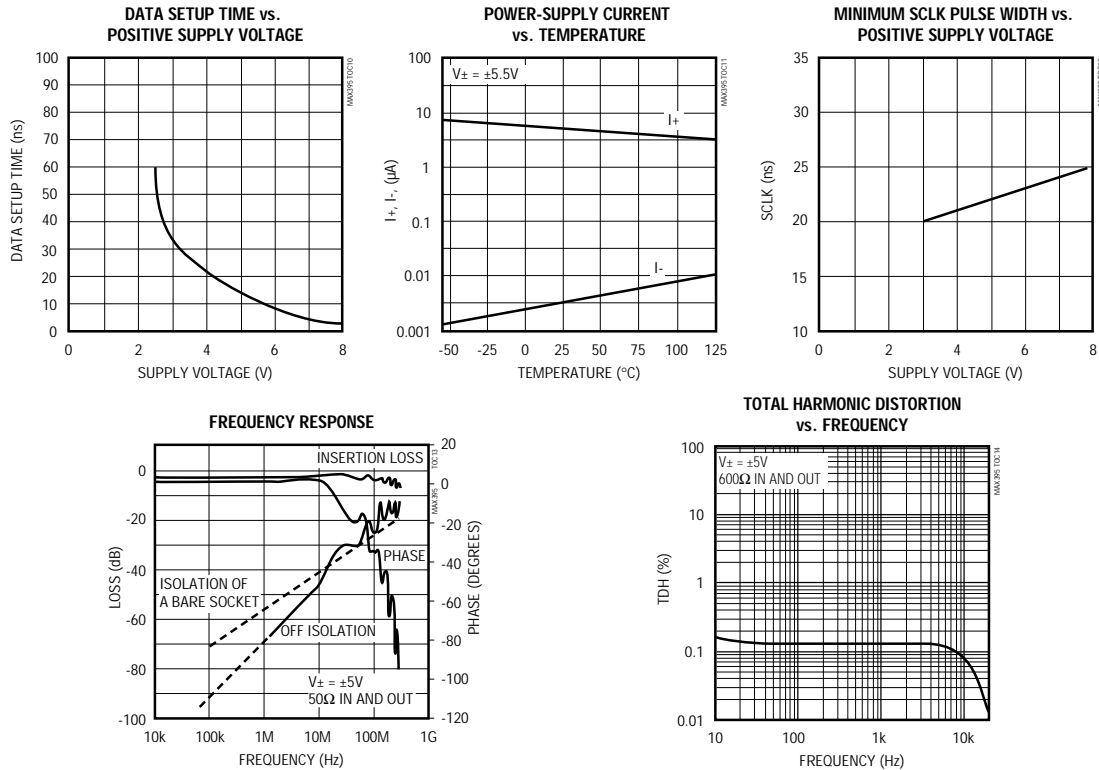 DATA SETUP TIME vs.
POSITIVE SUPPLY VOLTAGE
100
90
80
70
60
50
40
30
20
10
0
DATA SETUP TIME (ns)
0 2 4 6 8
SUPPLY VOLTAGE (V)
MAX395 TOC10
POWER-SUPPLY CURRENT
vs. TEMPERATURE
100
10
1
0.1
0.01
0.001
I+, I-, (µA)
V± = ±5.5V
I+
I-
-50 -25 0 25 50 75 100 125
TEMPERATURE (°C)
MAX395 TOC11
MINIMUM SCLK PULSE WIDTH vs.
POSITIVE SUPPLY VOLTAGE
35
30
25
20
15
10
SCLK (ns)
0 2 4 6 8
SUPPLY VOLTAGE (V)
FREQUENCY RESPONSE
0
-20
-40
-60
-80
-100
LOSS (dB)
INSERTION LOSS
PHASE
ISOLATION OF
A BARE SOCKET
OFF ISOLATION
V± = ±5V
50Ω IN AND OUT
20
0
-20
-40
-60
-80
-100
-120
PHASE (DEGREES)
MAX395 TOC13
10k 100k 1M 10M 100M 1G
FREQUENCY (Hz)
TOTAL HARMONIC DISTORTION
vs. FREQUENCY
100
10
1
0.1
0.01
TDH (%)
V± = ±5V
600Ω IN AND OUT
10 100 1k 10k
FREQUENCY (Hz)
MAX395 TOC14